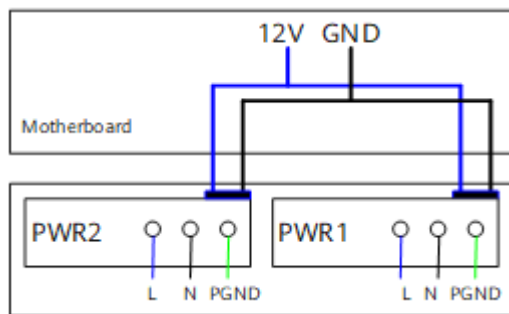 12V GND
Motherboard
PWR2
PWR1
L N PGND
L N PGND